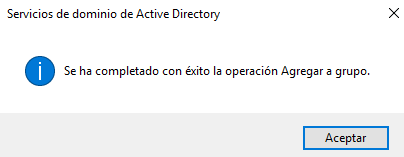 Servicios de dominio de Active Directory
Se ha completado con éxito la operación Agregar a grupo.
Aceptar